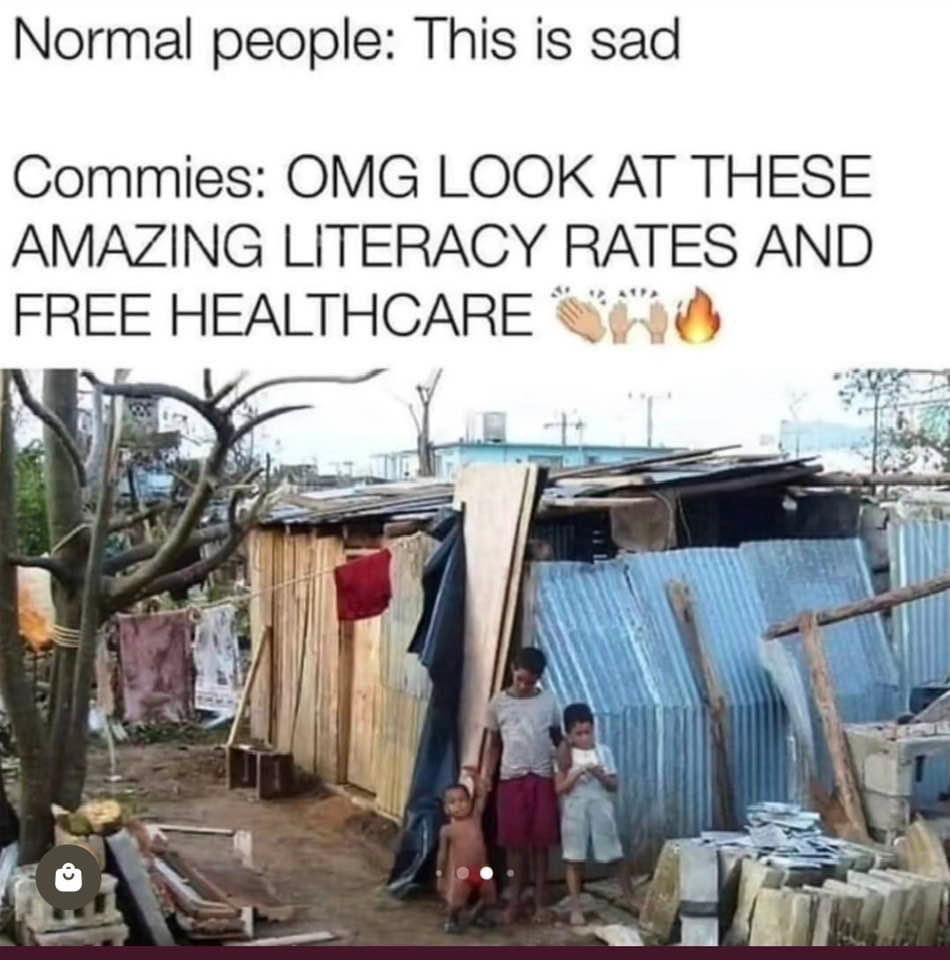 Normal people: This is sad
Commies: OMG LOOK AT THESE
AMAZING LITERACY RATES AND
FREE HEALTHCARE 👏🏼🙌🏼🔥